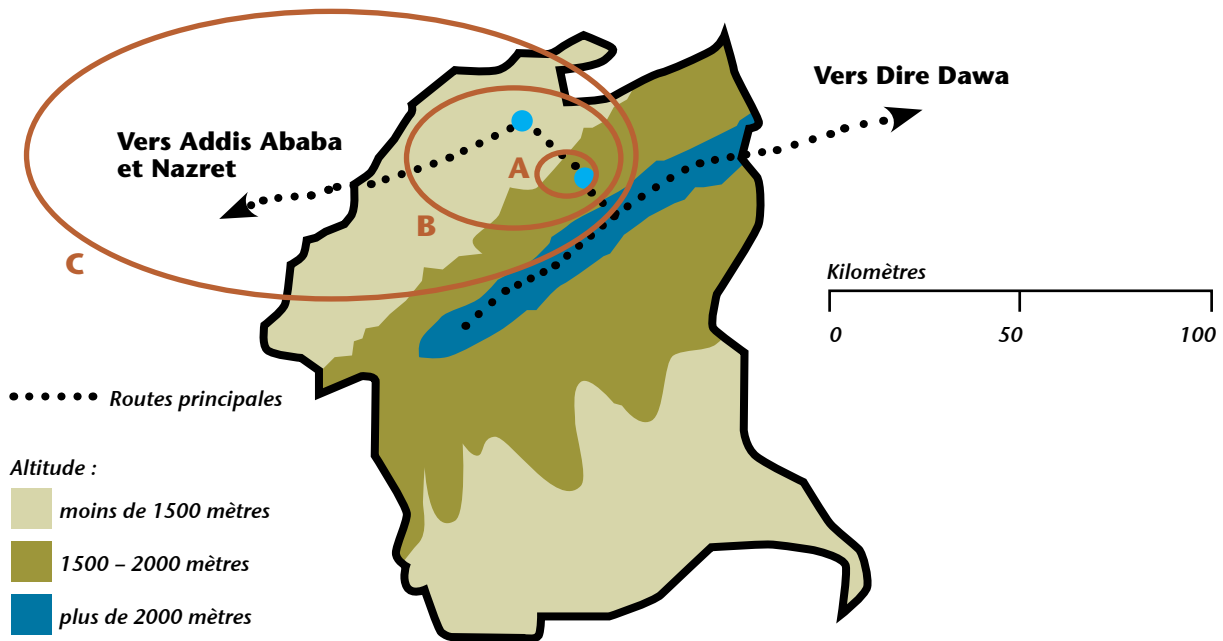 Vers Dire Dawa
Vers Addis Ababa
et Nazret
A
B
C
Kilomètres
0 50 100
Routes principales
Altitude :
moins de 1500 mètres
1500 – 2000 mètres
plus de 2000 mètres